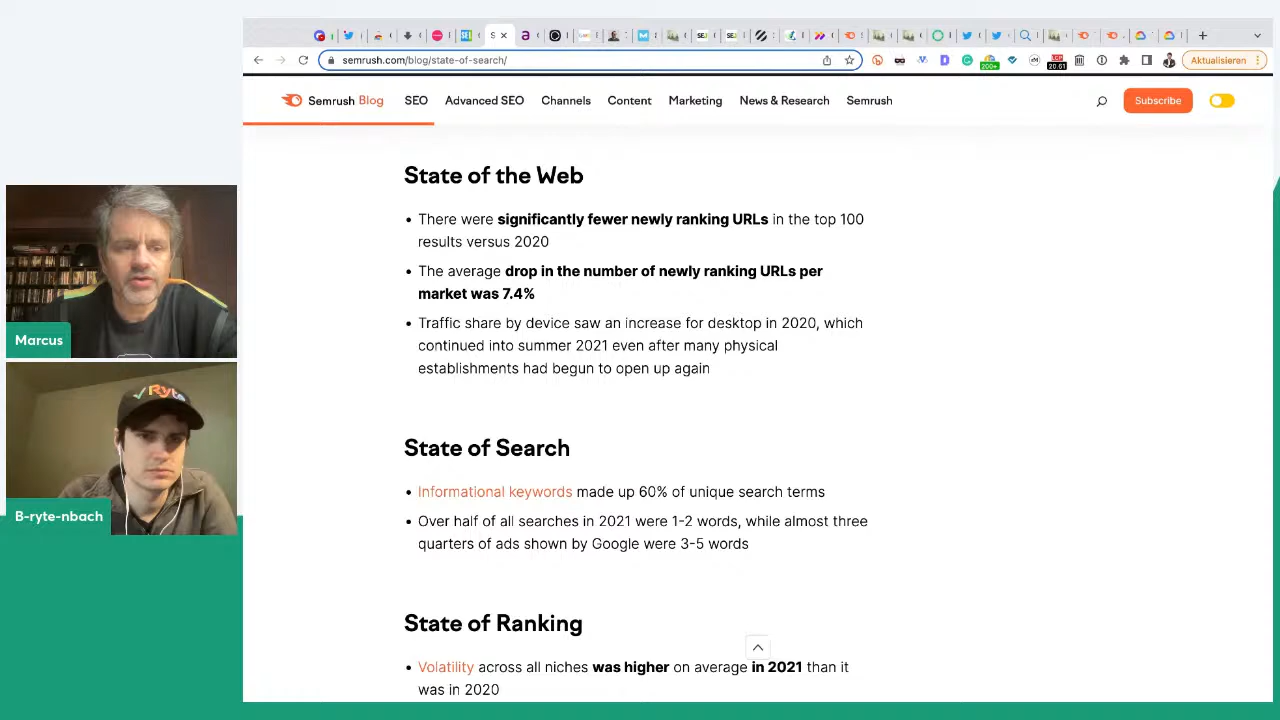 semrush.com/blog/state-of-search/
Aktualisieren
200+
20.61
Semrush Blog
SEO
Advanced SEO
Channels
Content
Marketing
News & Research
Semrush
Subscribe
State of the Web
• There were significantly fewer newly ranking URLs in the top 100
results versus 2020
• The average drop in the number of newly ranking URLs per
market was 7.4%
• Traffic share by device saw an increase for desktop in 2020, which
continued into summer 2021 even after many physical
establishments had begun to open up again
State of Search
• Informational keywords made up 60% of unique search terms
• Over half of all searches in 2021 were 1-2 words, while almost three
quarters of ads shown by Google were 3-5 words
State of Ranking
• Volatility across all niches was higher on average in 2021 than it
was in 2020
Marcus
Ryte
B-ryte-nbach